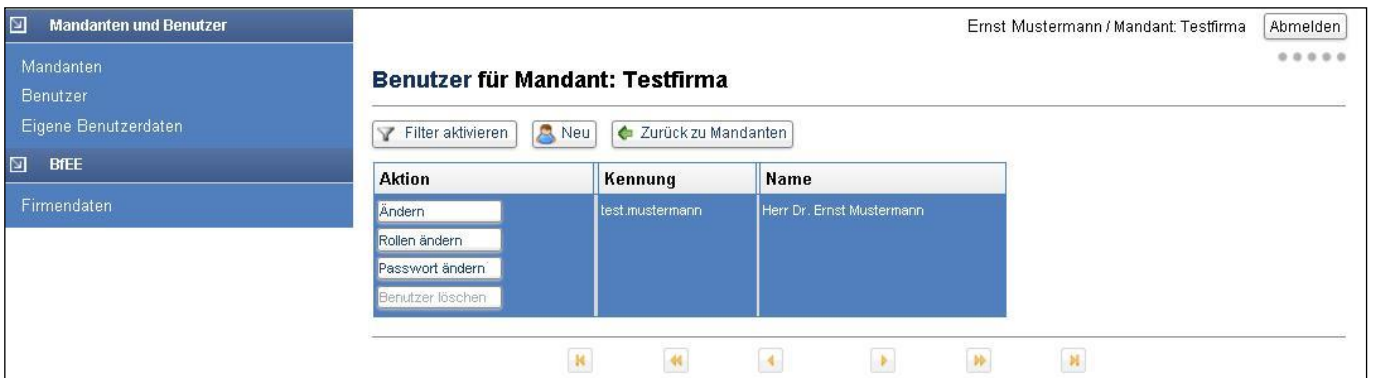 Mandanten und Benutzer
Mandanten
Benutzer
Eigene Benutzerdaten
BfEE
Firmendaten
Ernst Mustermann / Mandant: Testfirma Abmelden
Benutzer für Mandant: Testfirma
Filter aktivieren Neu Zurück zu Mandanten
Aktion Kennung Name
Ändern test.mustermann Herr Dr. Ernst Mustermann
Rollen ändern
Passwort ändern
Benutzer löschen